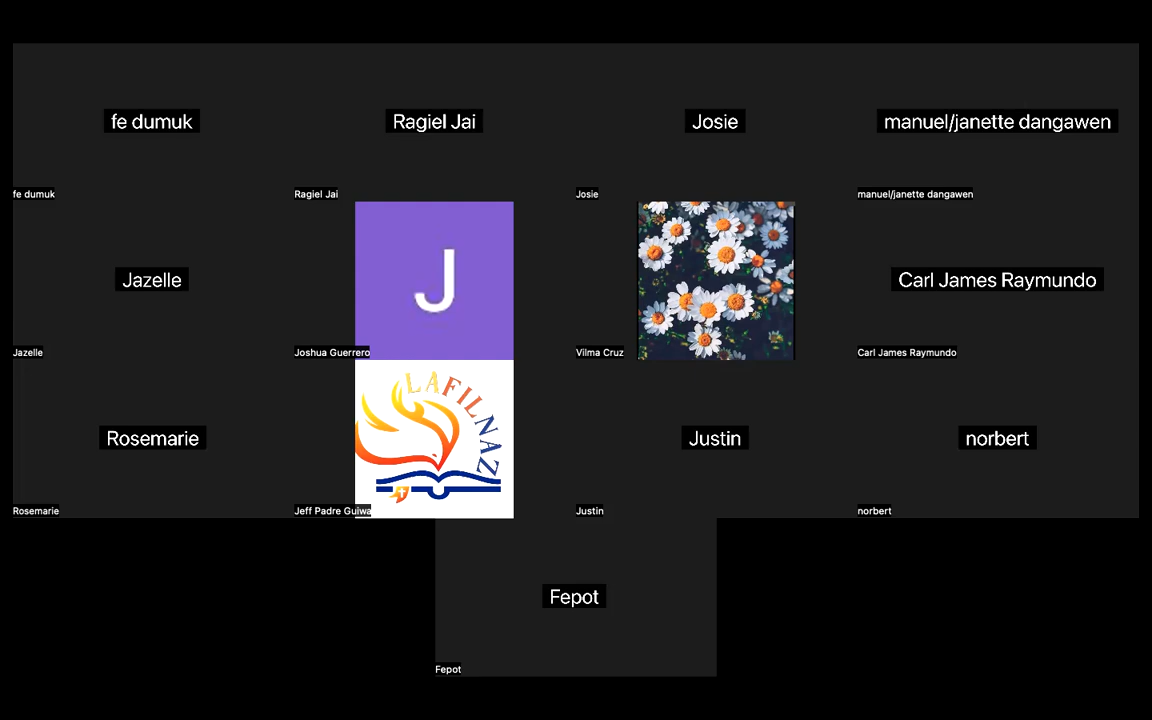 fe dumuk
Ragiel Jai
Josie
manuel/janette dangawen
fe dumuk
Ragiel Jai
Josie
manuel/janette dangawen
Jazelle
J
Carl James Raymundo
Jazelle
Joshua Guerrero
Vilma Cruz
Carl James Raymundo
LAFILNAZ
Rosemarie
Justin
norbert
Rosemarie
Jeff Padre Guiwa
Justin
norbert
Fepot
Fepot